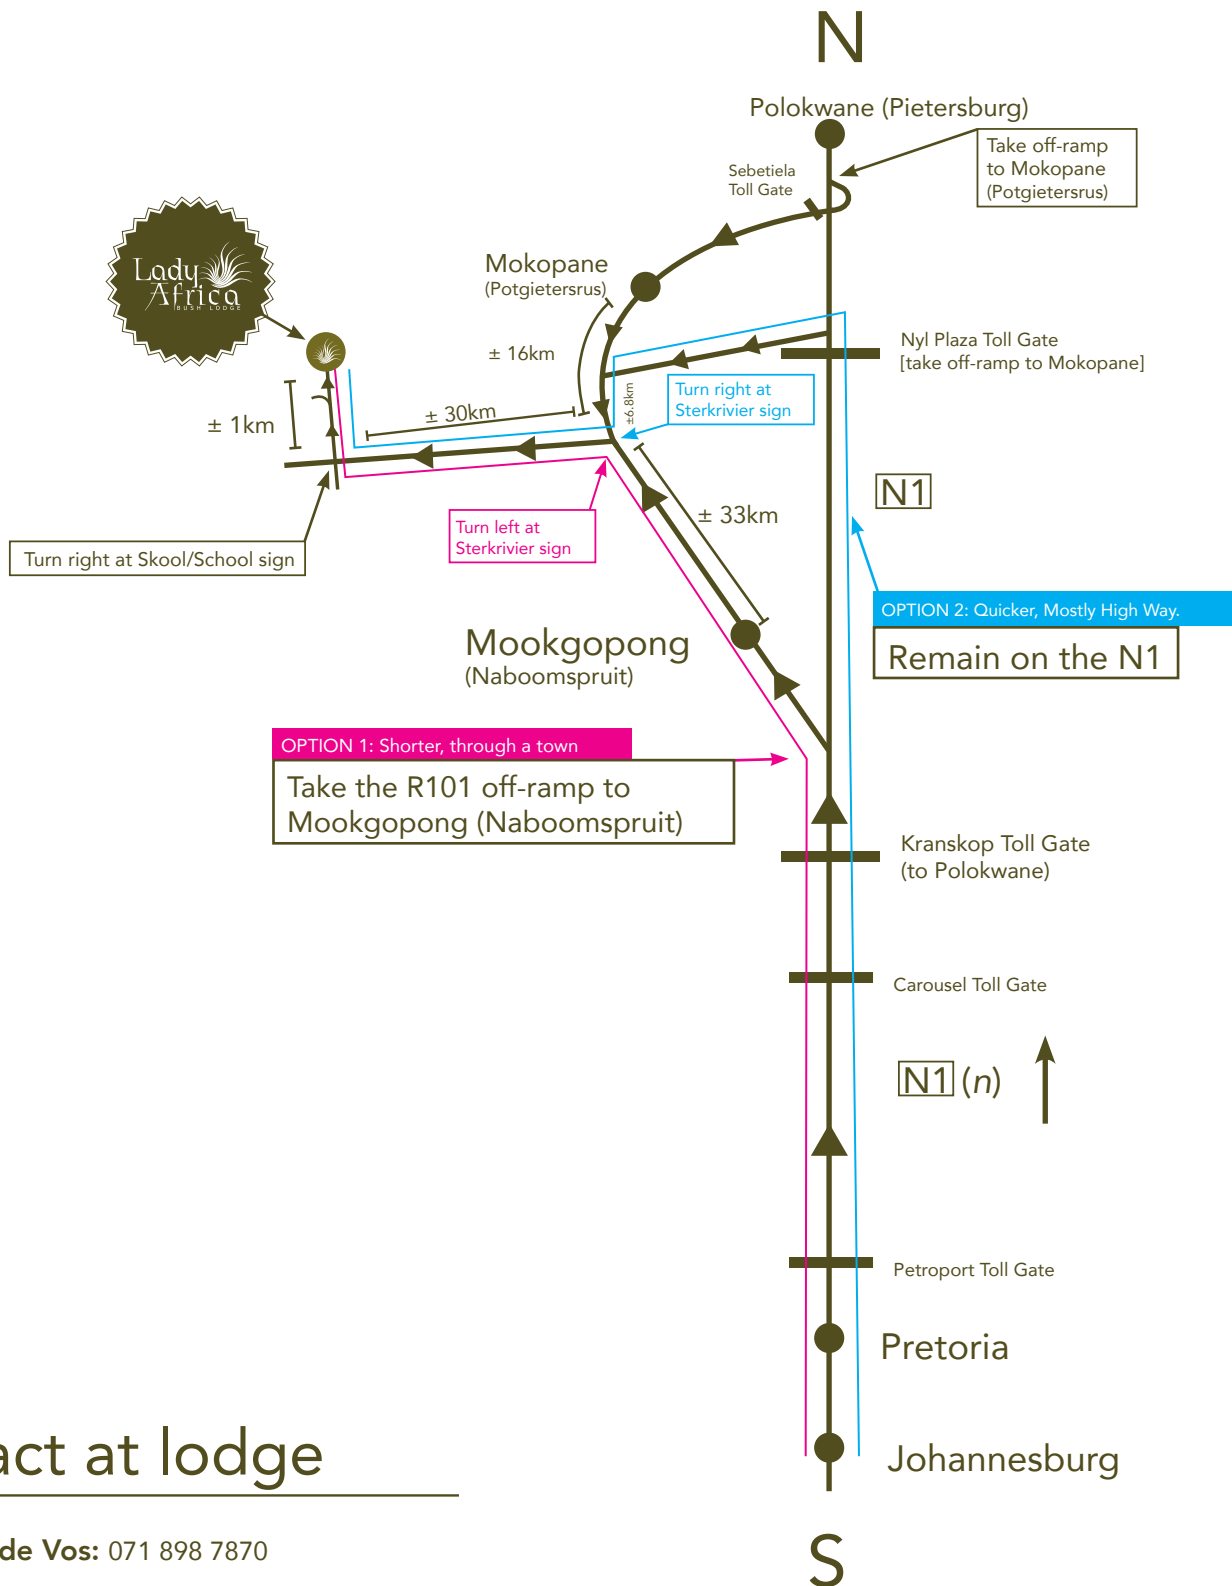 N
Polokwane (Pietersburg)
Take off-ramp
to Mokopane
(Potgietersrus)
Sebetiela
Toll Gate
Lady
Africa
BUSH LODGE
Mokopane
(Potgietersrus)
± 16km
Nyl Plaza Toll Gate
[take off-ramp to Mokopane]
± 1km
± 30km
±6.8km
Turn right at
Sterkrivier sign
N1
± 33km
Turn left at
Sterkrivier sign
Turn right at Skool/School sign
OPTION 2: Quicker, Mostly High Way.
Remain on the N1
Mookgopong
(Naboomspruit)
OPTION 1: Shorter, through a town
Take the R101 off-ramp to
Mookgopong (Naboomspruit)
Kranskop Toll Gate
(to Polokwane)
Carousel Toll Gate
N1 (n)
Petroport Toll Gate
Pretoria
Johannesburg
act at lodge
de Vos: 071 898 7870
S